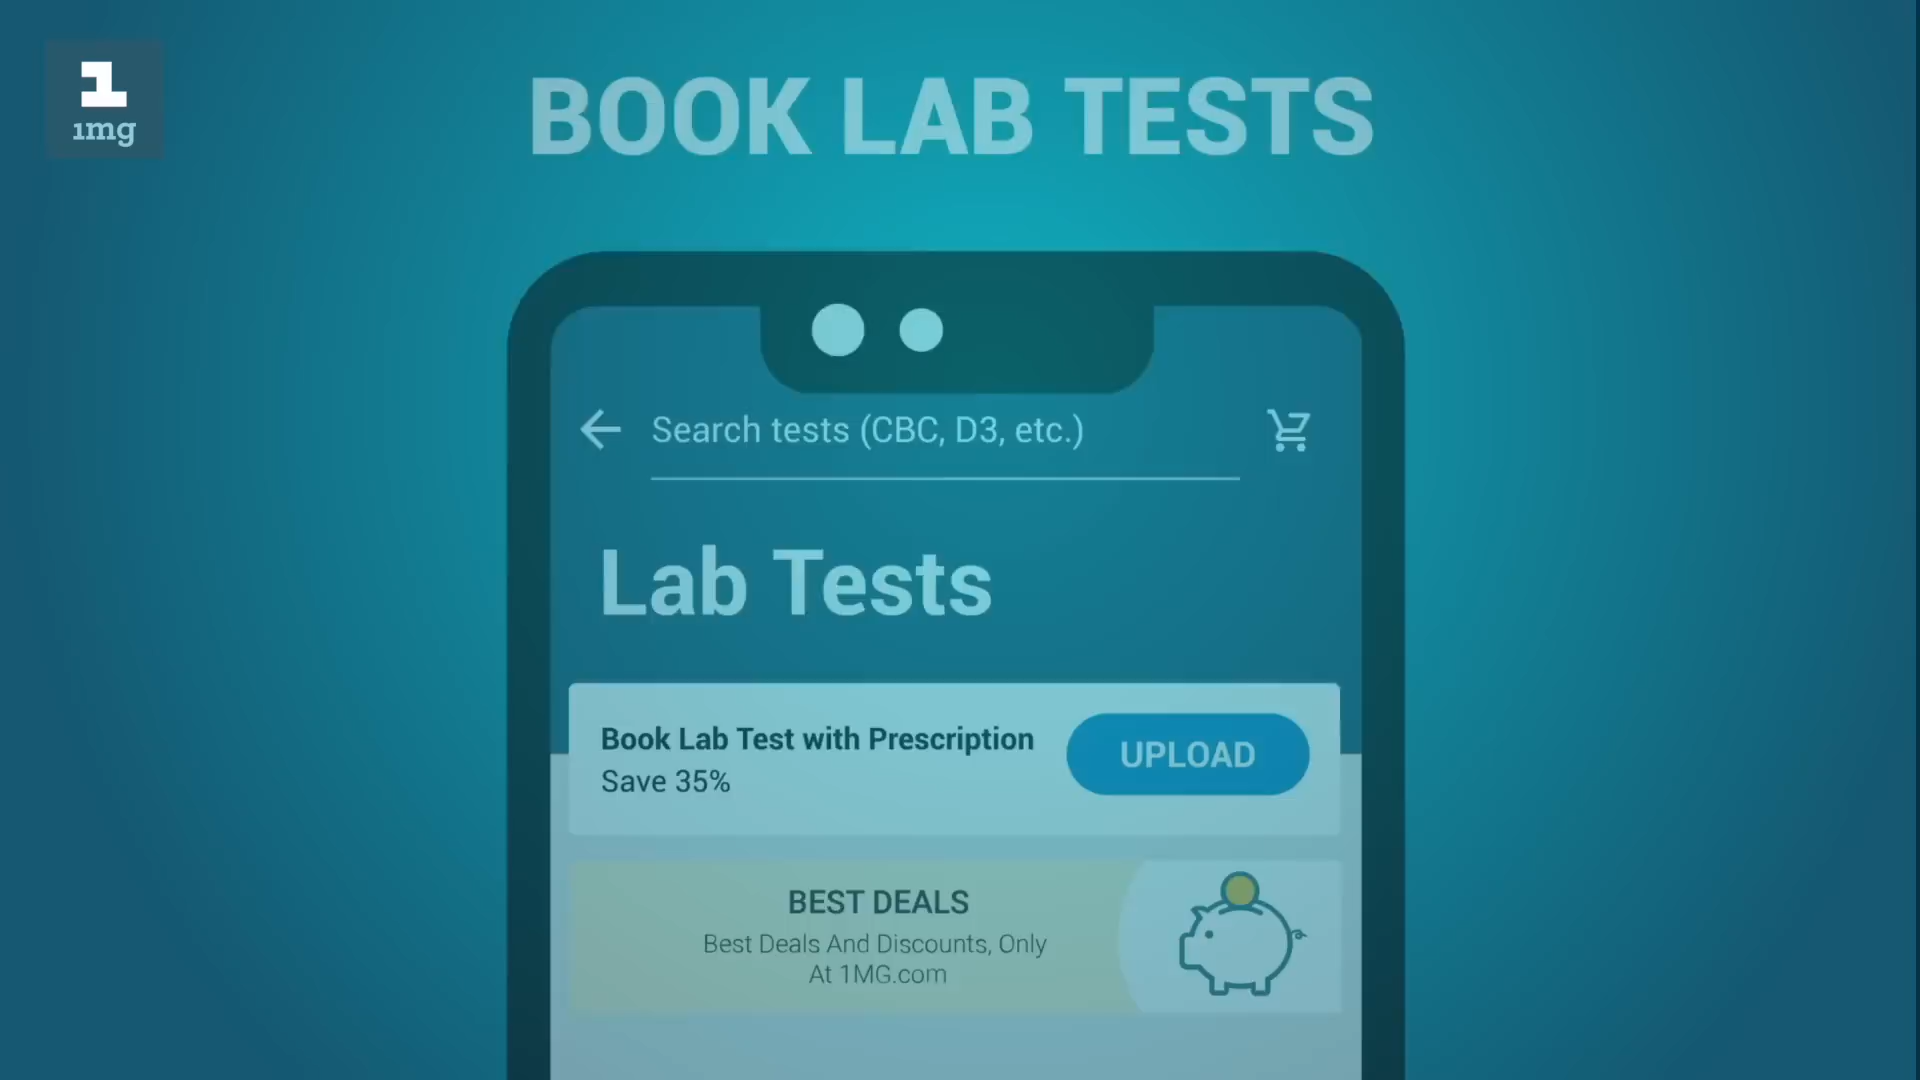 1mg
BOOK LAB TESTS
Search tests (CBC, D3, etc.)
Lab Tests
Book Lab Test with Prescription
Save 35%
UPLOAD
BEST DEALS
Best Deals And Discounts, Only
At 1MG.com